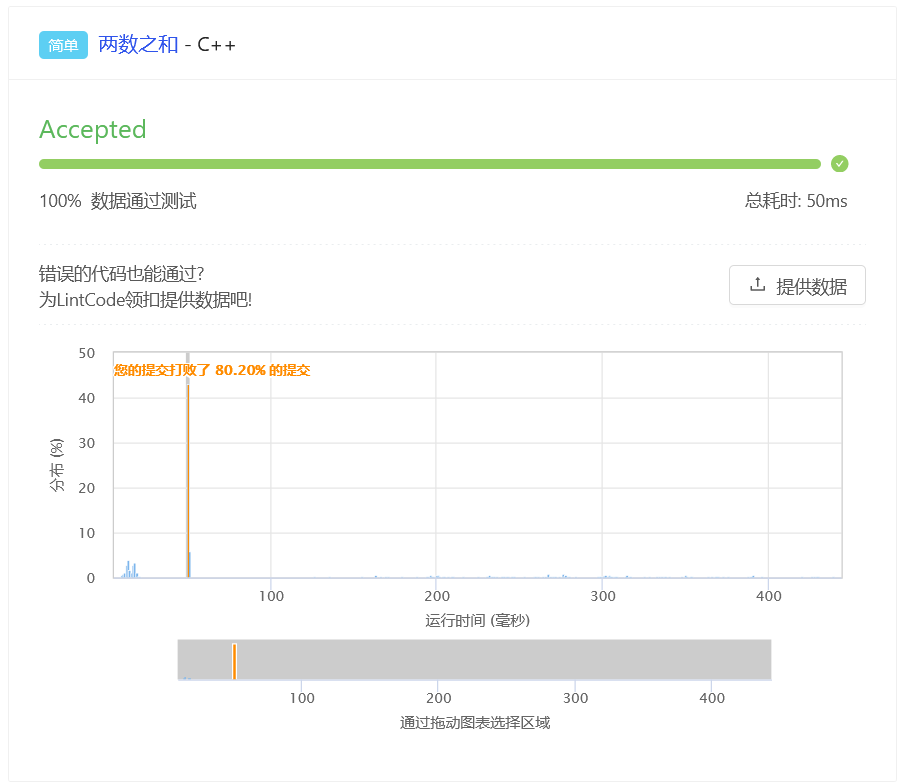 简单 两数之和 - C++
Accepted
100% 数据通过测试 总耗时: 50ms
错误的代码也能通过?
为LintCode领扣提供数据吧!
提供数据
您的提交打败了 80.20% 的提交
分布 (%)
50
40
30
20
10
0
100 200 300 400
运行时间 (毫秒)
100 200 300 400
通过拖动图表选择区域